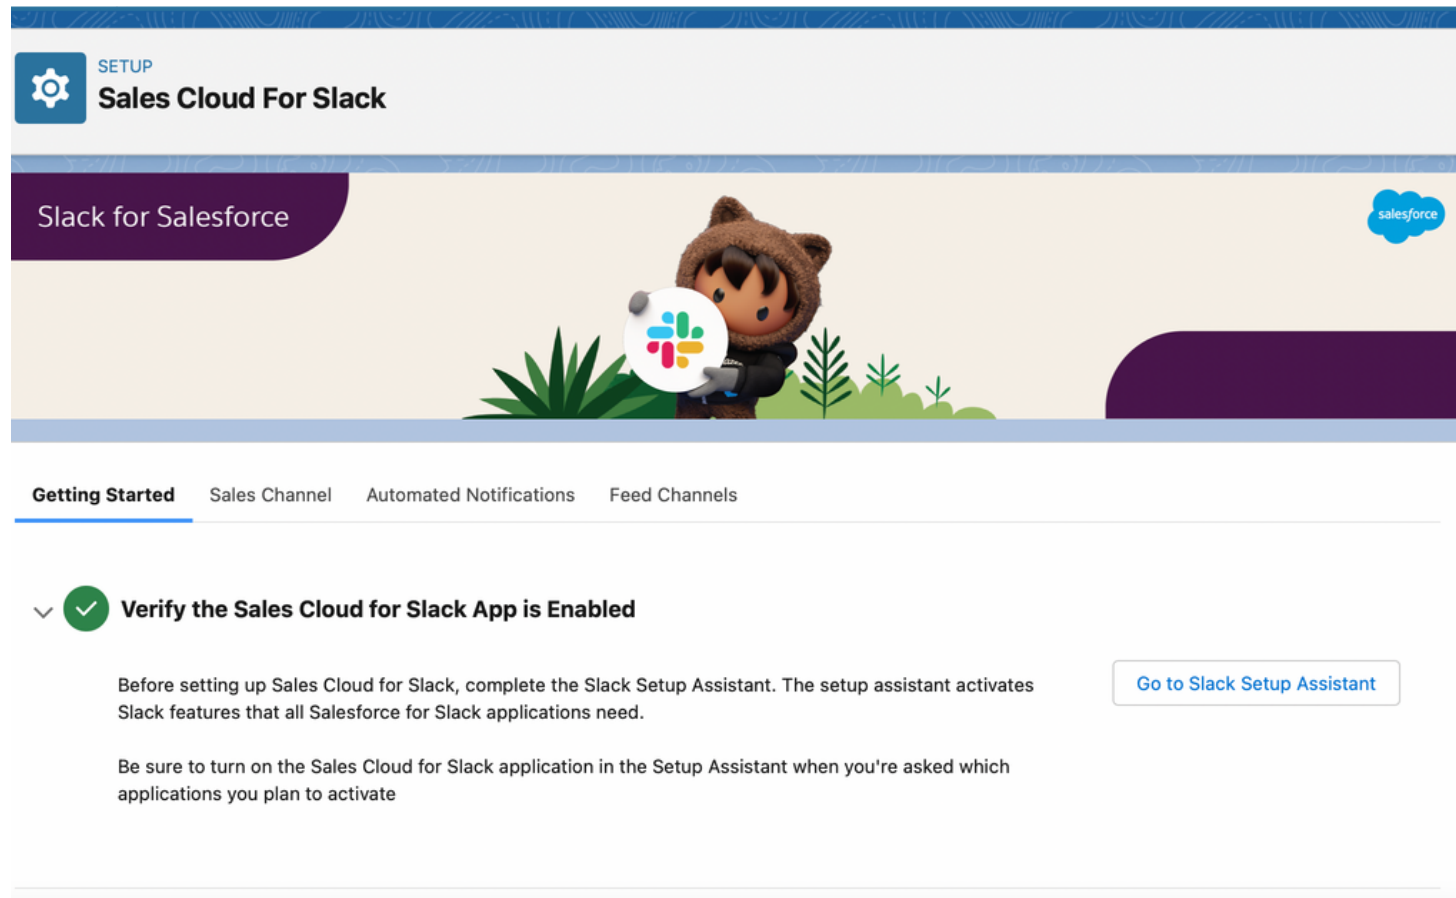 SETUP
Sales Cloud For Slack
Slack for Salesforce
salesforce
Getting Started
Sales Channel
Automated Notifications
Feed Channels
Verify the Sales Cloud for Slack App is Enabled
Before setting up Sales Cloud for Slack, complete the Slack Setup Assistant. The setup assistant activates
Slack features that all Salesforce for Slack applications need.
Go to Slack Setup Assistant
Be sure to turn on the Sales Cloud for Slack application in the Setup Assistant when you're asked which
applications you plan to activate